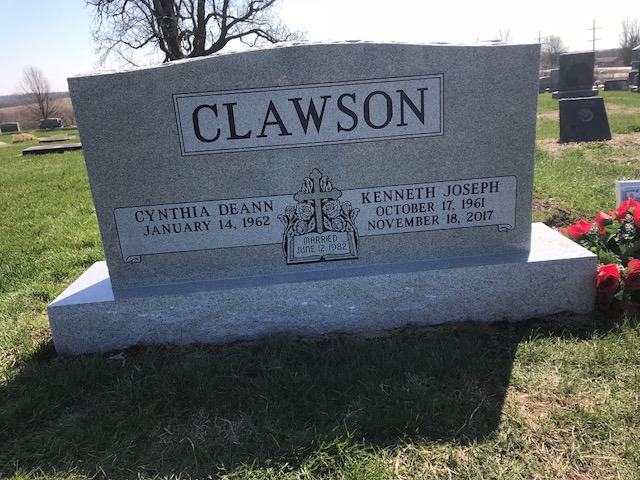 CLAWSON
CYNTHIA DEANN
JANUARY 14, 1962
MARRIED
JUNE 12, 1982
KENNETH JOSEPH
OCTOBER 17, 1961
NOVEMBER 18, 2017